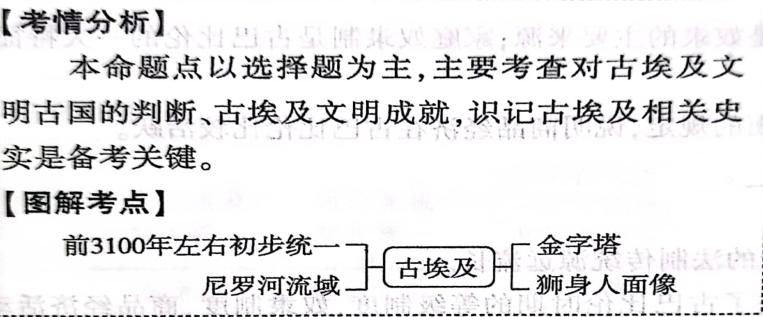 【考情分析】
本命题点以选择题为主,主要考查对古埃及文
明古国的判断、古埃及文明成就,识记古埃及相关史
实是备考关键。
【图解考点】
前3100年左右初步统一
尼罗河流域
古埃及
金字塔
狮身人面像